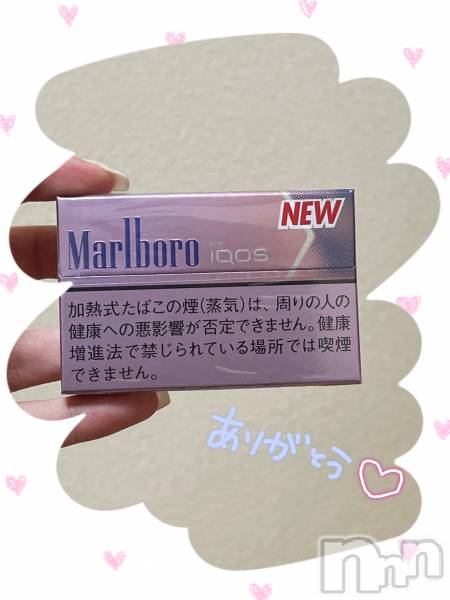 NEW
Marlboro FOR IQOS
加熱式たばこの煙(蒸気)は、周りの人の
健康への悪影響が否定できません。健康
増進法で禁じられている場所では喫煙
できません。
ありがとう
nnn